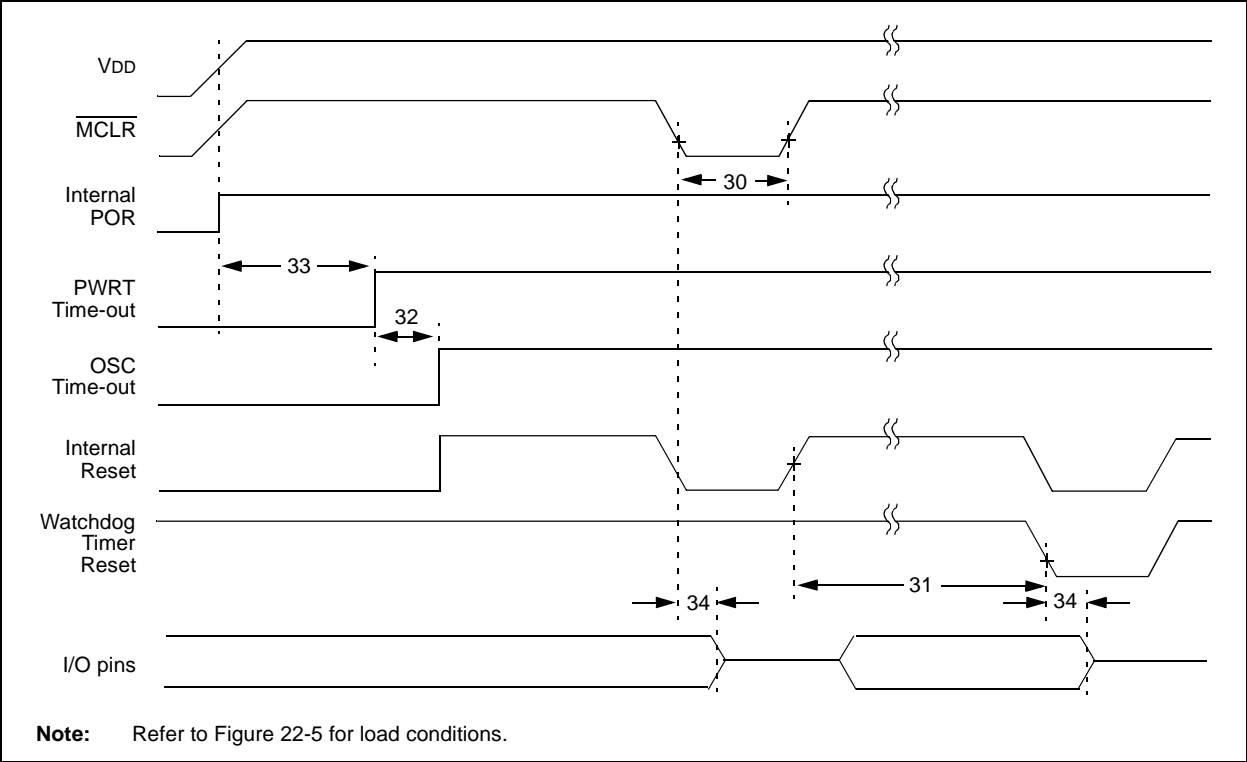 VDD
MCLR
Internal
POR
30
33
PWRT
Time-out
32
OSC
Time-out
Internal
Reset
Watchdog
Timer
Reset
31
34
34
I/O pins
Note: Refer to Figure 22-5 for load conditions.